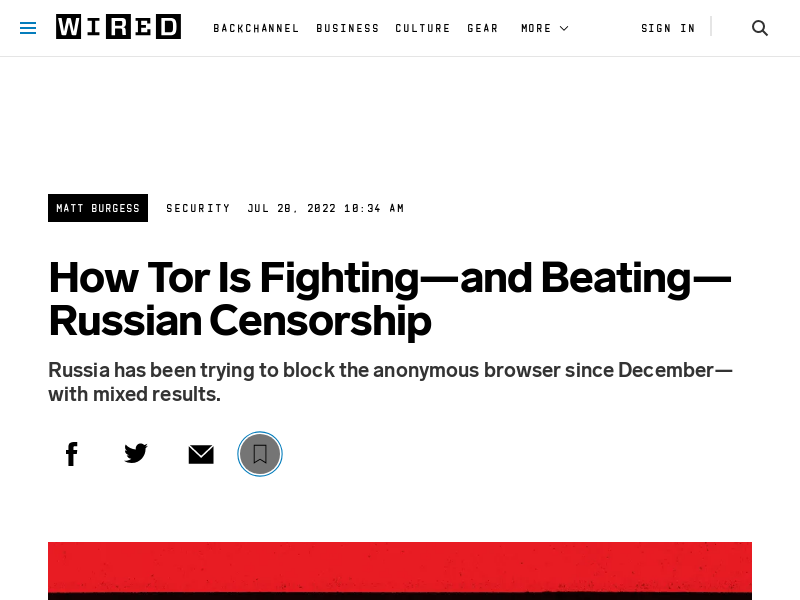 WIRED
BACKCHANNEL BUSINESS CULTURE GEAR MORE
SIGN IN
MATT BURGESS
SECURITY
JUL 28, 2022 10:34 AM
How Tor Is Fighting—and Beating—
Russian Censorship
Russia has been trying to block the anonymous browser since December—
with mixed results.